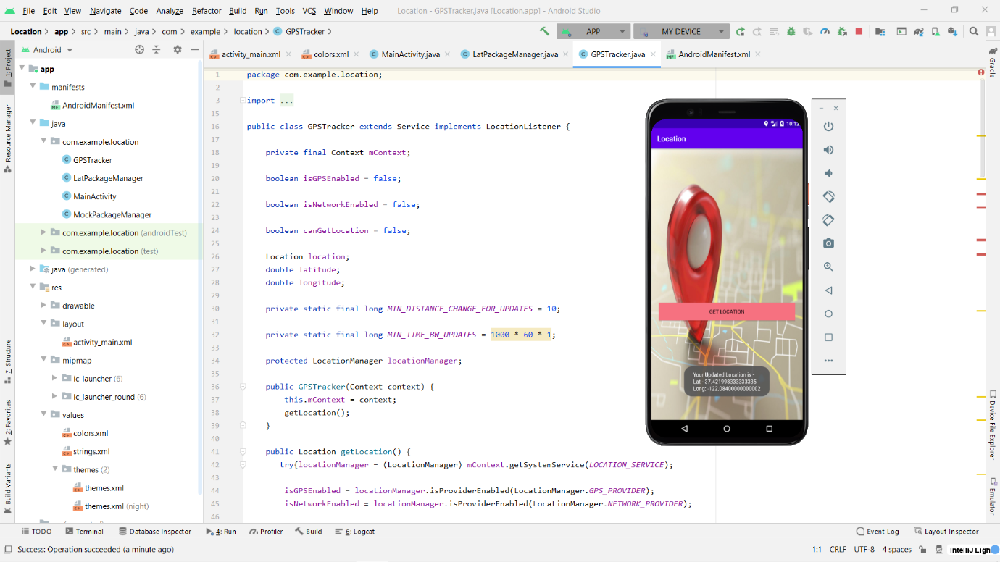 File Edit View Navigate Code Analyze Refactor Build Run Tools VCS Window Help Location - GPSTracker.java [Location.app] - Android Studio
Location app src main java com example location GPSTracker APP MY DEVICE
Android
activity_main.xml colors.xml MainActivity.java LatPackageManager.java GPSTracker.java AndroidManifest.xml
1: Project
Resource Manager
Z: Structure
2: Favorites
Build Variants
app
manifests
AndroidManifest.xml
java
com.example.location
GPSTracker
LatPackageManager
MainActivity
MockPackageManager
com.example.location (androidTest)
com.example.location (test)
java (generated)
res
drawable
layout
activity_main.xml
mipmap
ic_launcher (6)
ic_launcher_round (6)
values
colors.xml
strings.xml
themes (2)
themes.xml
themes.xml (night)
1 package com.example.location;
2
3 import ...
15
16 public class GPSTracker extends Service implements LocationListener {
17
18 private final Context mContext;
19
20 boolean isGPSEnabled = false;
21
22 boolean isNetworkEnabled = false;
23
24 boolean canGetLocation = false;
25
26 Location location;
27 double latitude;
28 double longitude;
29
30 private static final long MIN_DISTANCE_CHANGE_FOR_UPDATES = 10;
31
32 private static final long MIN_TIME_BW_UPDATES = 1000 * 60 * 1;
33
34 protected LocationManager locationManager;
35
36 public GPSTracker(Context context) {
37 this.mContext = context;
38 getLocation();
39 }
40
41 public Location getLocation() {
42 try{locationManager = (LocationManager) mContext.getSystemService(LOCATION_SERVICE);
43
44 isGPSEnabled = locationManager.isProviderEnabled(LocationManager.GPS_PROVIDER);
45 isNetworkEnabled = locationManager.isProviderEnabled(LocationManager.NETWORK_PROVIDER);
46
10:12
Location
GET LOCATION
Your Updated Location is -
Lat - 37.421998333333335
Long: -122.08400000000002
Gradle
Device File Explorer
Emulator
TODO Terminal Database Inspector 4: Run Profiler Build 6: Logcat Event Log Layout Inspector
Success: Operation succeeded (a minute ago) 1:1 CRLF UTF-8 4 spaces IntelliJ Ligh